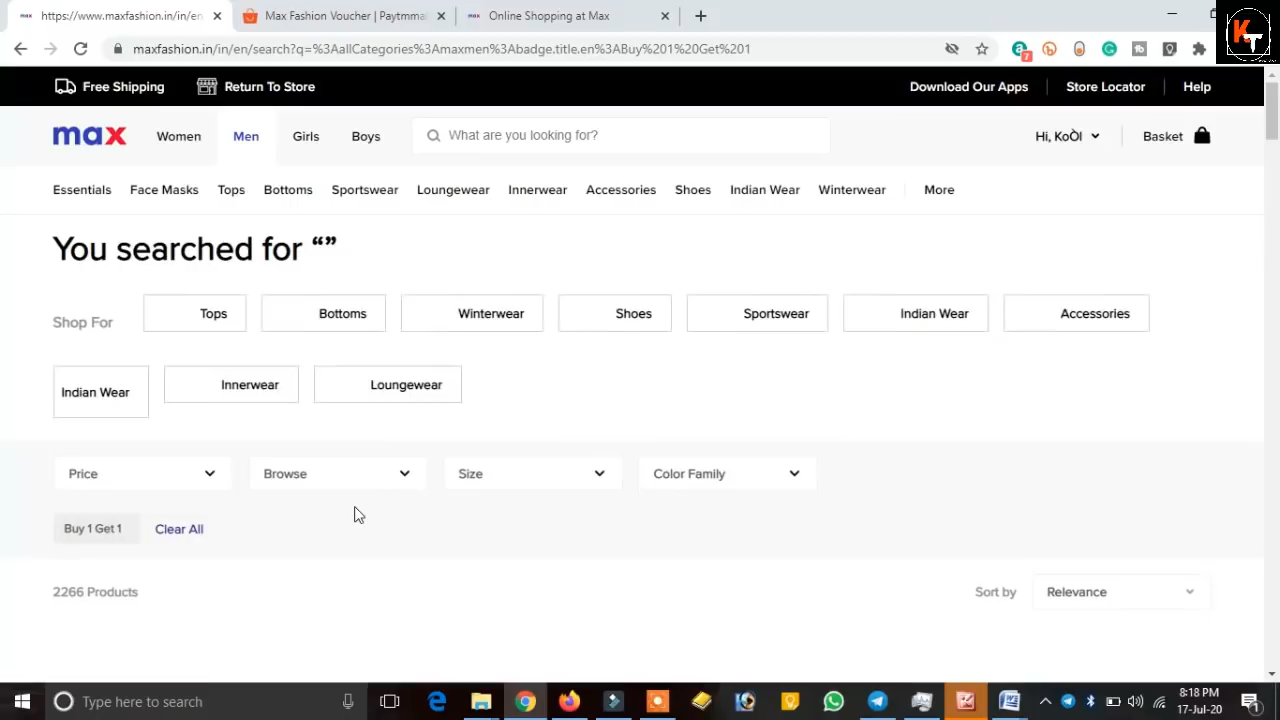 https://www.maxfashion.in/in/en/
Max Fashion Voucher | Paytmmall
Online Shopping at Max
maxfashion.in/in/en/search?q=%3AallCategories%3Amaxmen%3Abadge.title.en%3ABuy%201%20Get%201
7
KT
Free Shipping
Return To Store
Download Our Apps
Store Locator
Help
max
Women
Men
Girls
Boys
What are you looking for?
Hi, KoÒl
Basket
Essentials
Face Masks
Tops
Bottoms
Sportswear
Loungewear
Innerwear
Accessories
Shoes
Indian Wear
Winterwear
More
You searched for “”
Shop For
Tops
Bottoms
Winterwear
Shoes
Sportswear
Indian Wear
Accessories
Indian Wear
Innerwear
Loungewear
Price
Browse
Size
Color Family
Buy 1 Get 1
Clear All
2266 Products
Sort by
Relevance
Type here to search
8:18 PM
17-Jul-20
1